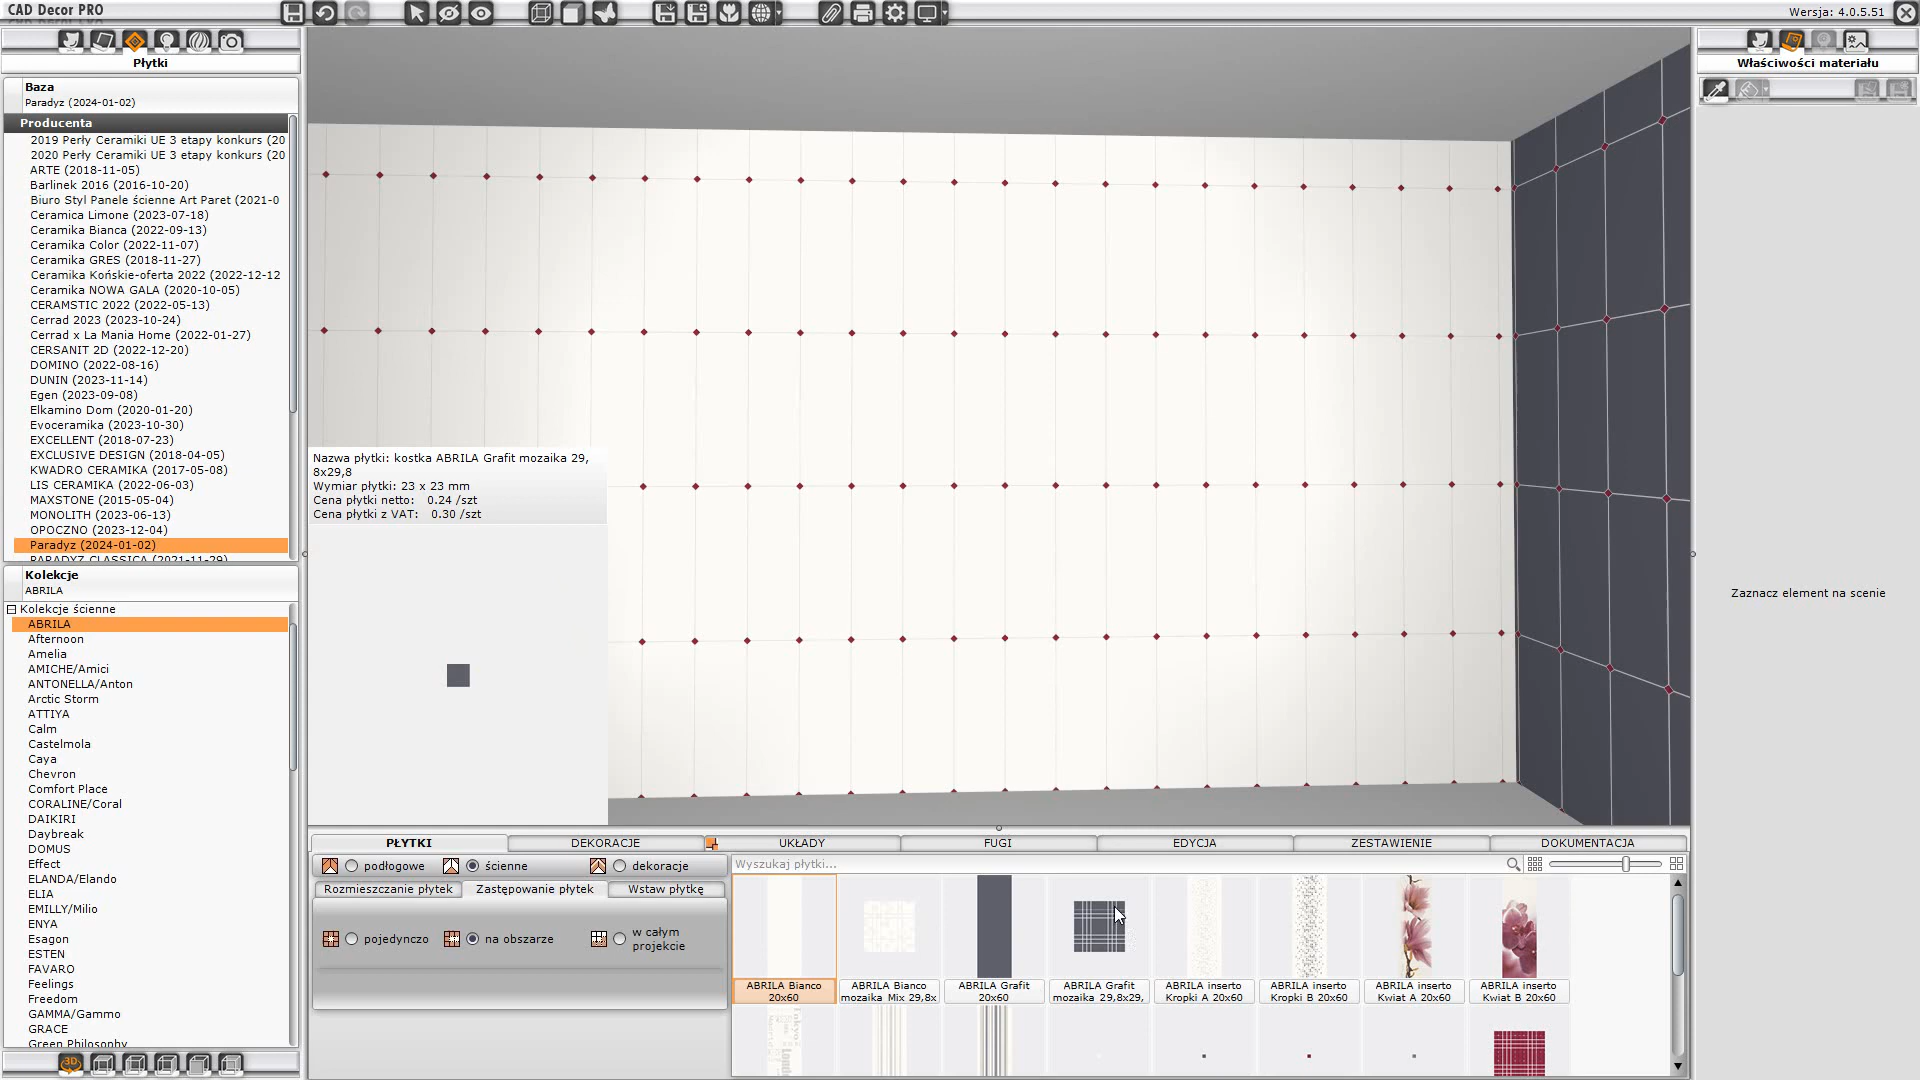 CAD Decor PRO
Wersja: 4.0.5.51
Płytki
Właściwości materiału
Baza
Paradyz (2024-01-02)
Producenta
2019 Perły Ceramiki UE 3 etapy konkurs (20
2020 Perły Ceramiki UE 3 etapy konkurs (20
ARTE (2018-11-05)
Barlinek 2016 (2016-10-20)
Biuro Styl Panele ścienne Art Paret (2021-0
Ceramica Limone (2023-07-18)
Ceramika Bianca (2022-09-13)
Ceramika Color (2022-11-07)
Ceramika GRES (2018-11-27)
Ceramika Końskie-oferta 2022 (2022-12-12
Ceramika NOWA GALA (2020-10-05)
CERAMSTIC 2022 (2022-05-13)
Cerrad 2023 (2023-10-24)
Cerrad x La Mania Home (2022-01-27)
CERSANIT 2D (2022-12-20)
DOMINO (2022-08-16)
DUNIN (2023-11-14)
Egen (2023-09-08)
Elkamino Dom (2020-01-20)
Evoceramika (2023-10-30)
EXCELLENT (2018-07-23)
EXCLUSIVE DESIGN (2018-04-05)
KWADRO CERAMIKA (2017-05-08)
LIS CERAMIKA (2022-06-03)
MAXSTONE (2015-05-04)
MONOLITH (2023-06-13)
OPOCZNO (2023-12-04)
Paradyz (2024-01-02)
PARADYZ CLASSICA (2021-11-29)
Kolekcje
ABRILA
Kolekcje ścienne
ABRILA
Afternoon
Amelia
AMICHE/Amici
ANTONELLA/Anton
Arctic Storm
ATTIYA
Calm
Castelmola
Caya
Chevron
Comfort Place
CORALINE/Coral
DAIKIRI
Daybreak
DOMUS
Effect
ELANDA/Elando
ELIA
EMILLY/Milio
ENYA
Esagon
ESTEN
FAVARO
Feelings
Freedom
GAMMA/Gammo
GRACE
Green Philosophy
3D
Nazwa płytki: kostka ABRILA Grafit mozaika 29,
8x29,8
Wymiar płytki: 23 x 23 mm
Cena płytki netto: 0.24 /szt
Cena płytki z VAT: 0.30 /szt
Zaznacz element na scenie
PŁYTKI
DEKORACJE
UKŁADY
FUGI
EDYCJA
ZESTAWIENIE
DOKUMENTACJA
podłogowe
ścienne
dekoracje
Wyszukaj płytki...
Rozmieszczanie płytek
Zastępowanie płytek
Wstaw płytkę
pojedynczo
na obszarze
w całym
projekcie
ABRILA Bianco
20x60
ABRILA Bianco
mozaika Mix 29,8x
ABRILA Grafit
20x60
ABRILA Grafit
mozaika 29,8x29,
ABRILA inserto
Kropki A 20x60
ABRILA inserto
Kropki B 20x60
ABRILA inserto
Kwiat A 20x60
ABRILA inserto
Kwiat B 20x60